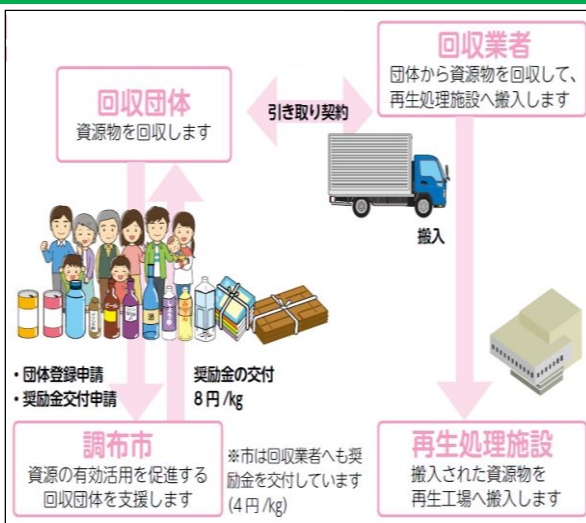 回収団体
資源物を回収します
引き取り契約
回収業者
団体から資源物を回収して、
再生処理施設へ搬入します
搬入
・団体登録申請
・奨励金交付申請
奨励金の交付
8円/kg
調布市
資源の有効活用を促進する
回収団体を支援します
※市は回収業者へも奨
励金を交付しています
(4円/kg)
再生処理施設
搬入された資源物を
再生工場へ搬入します
酒